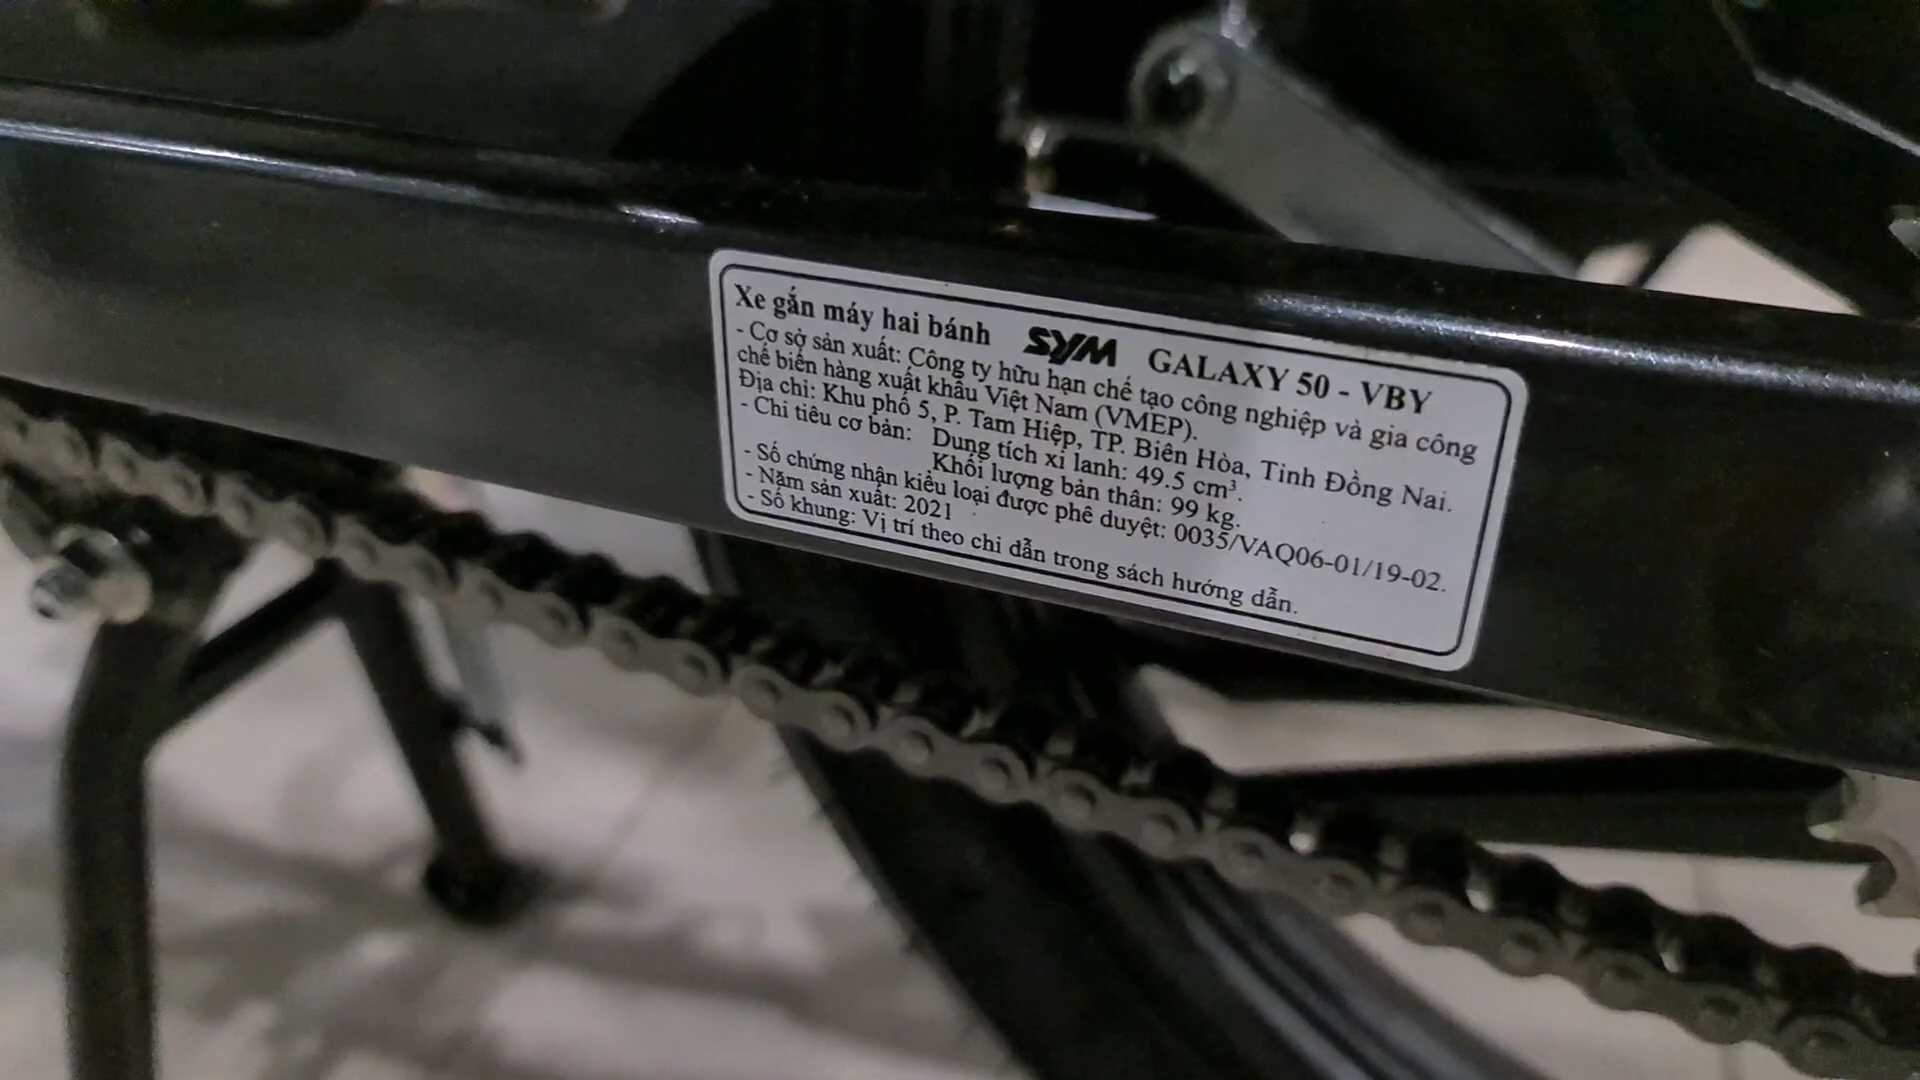 Xe gắn máy hai bánh SYM GALAXY 50 - VBY
- Cơ sở sản xuất: Công ty hữu hạn chế tạo công nghiệp và gia công
chế biến hàng xuất khẩu Việt Nam (VMEP).
Địa chỉ: Khu phố 5, P. Tam Hiệp, TP. Biên Hòa, Tỉnh Đồng Nai.
- Chỉ tiêu cơ bản: Dung tích xi lanh: 49.5 cm³.
Khối lượng bản thân: 99 kg.
- Số chứng nhận kiểu loại được phê duyệt: 0035/VAQ06-01/19-02.
- Năm sản xuất: 2021
- Số khung: Vị trí theo chỉ dẫn trong sách hướng dẫn.